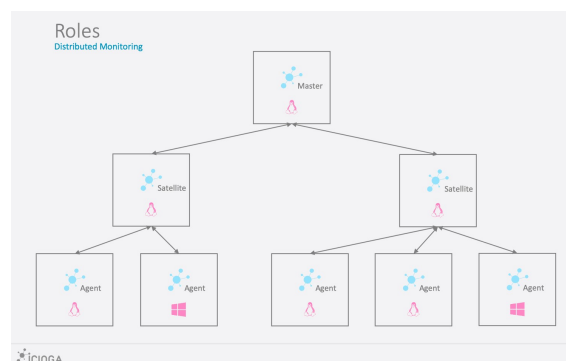 Roles
Distributed Monitoring
Master
Satellite
Satellite
Agent
Agent
Agent
Agent
Agent
iCINGA